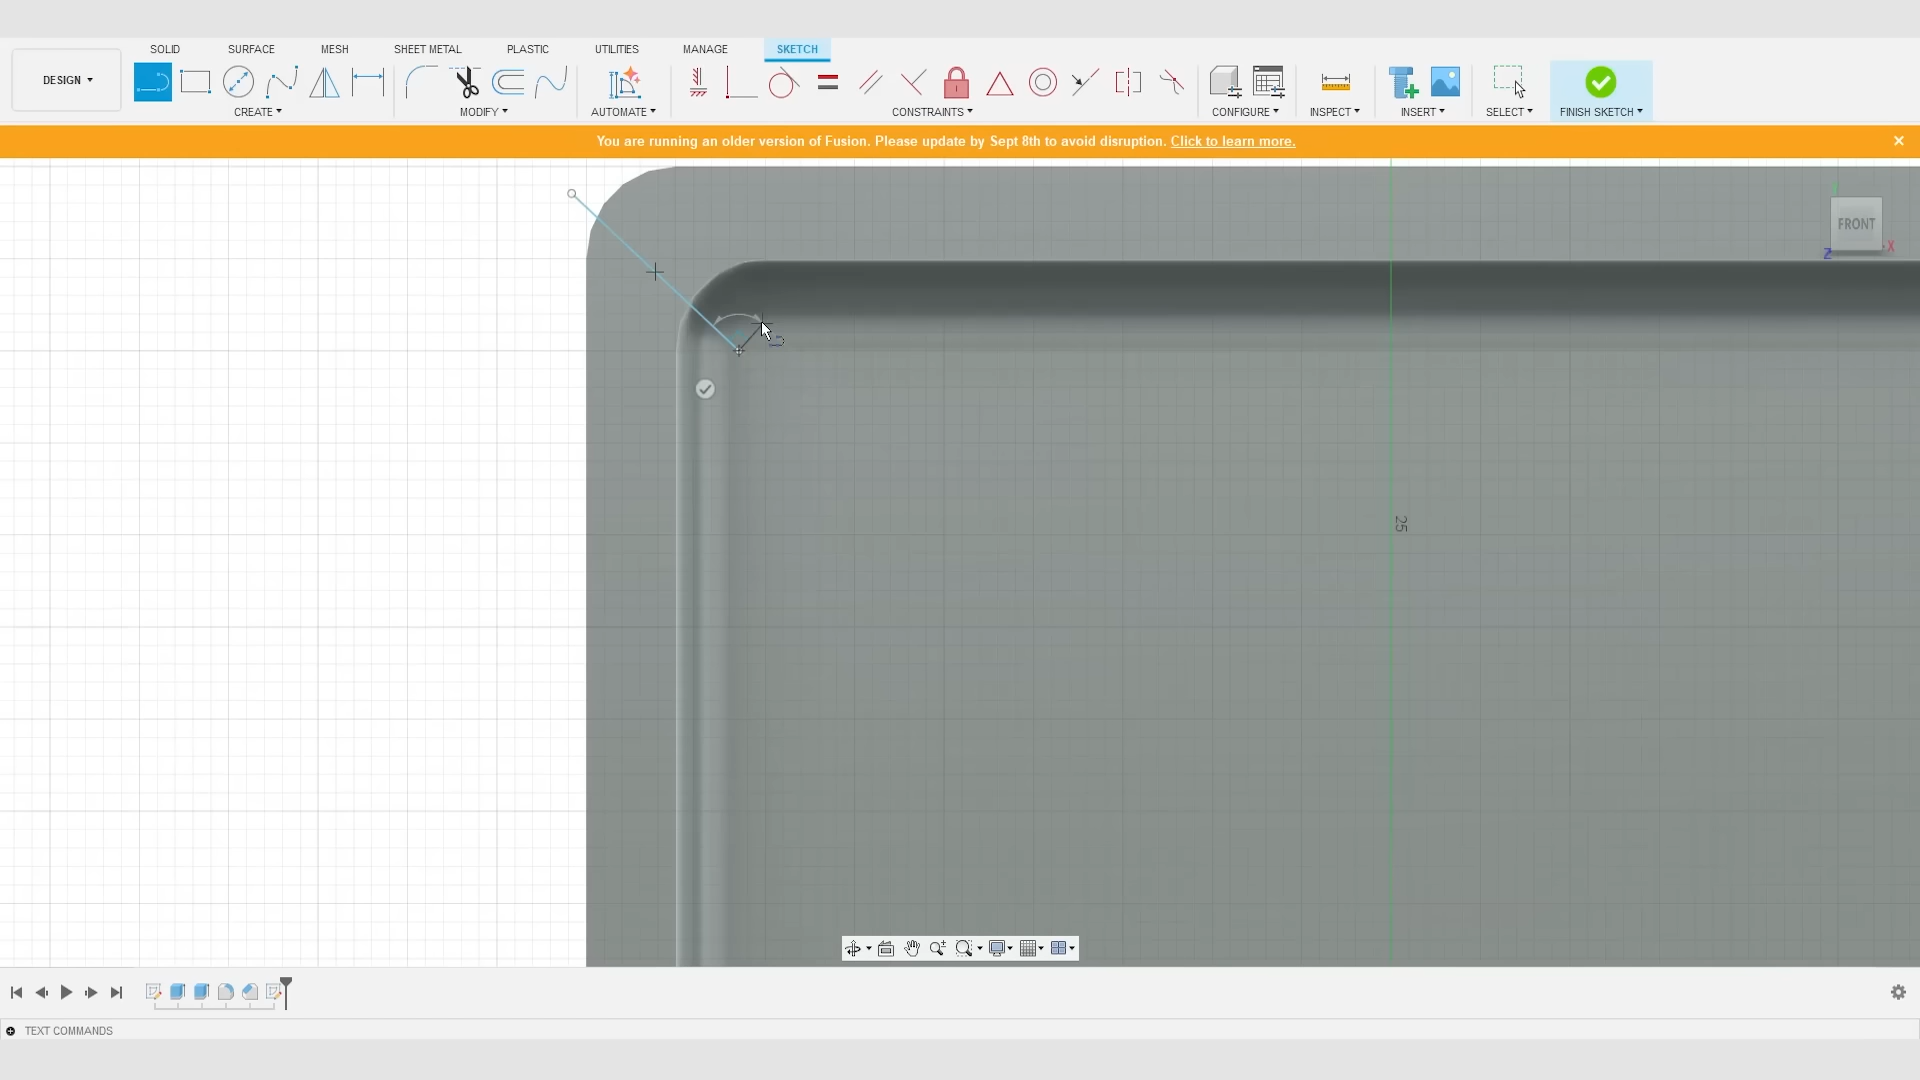 SOLID SURFACE MESH SHEET METAL PLASTIC UTILITIES MANAGE SKETCH
DESIGN
CREATE MODIFY AUTOMATE CONSTRAINTS CONFIGURE INSPECT INSERT SELECT FINISH SKETCH
You are running an older version of Fusion. Please update by Sept 8th to avoid disruption. Click to learn more.
FRONT
Z X
25
TEXT COMMANDS